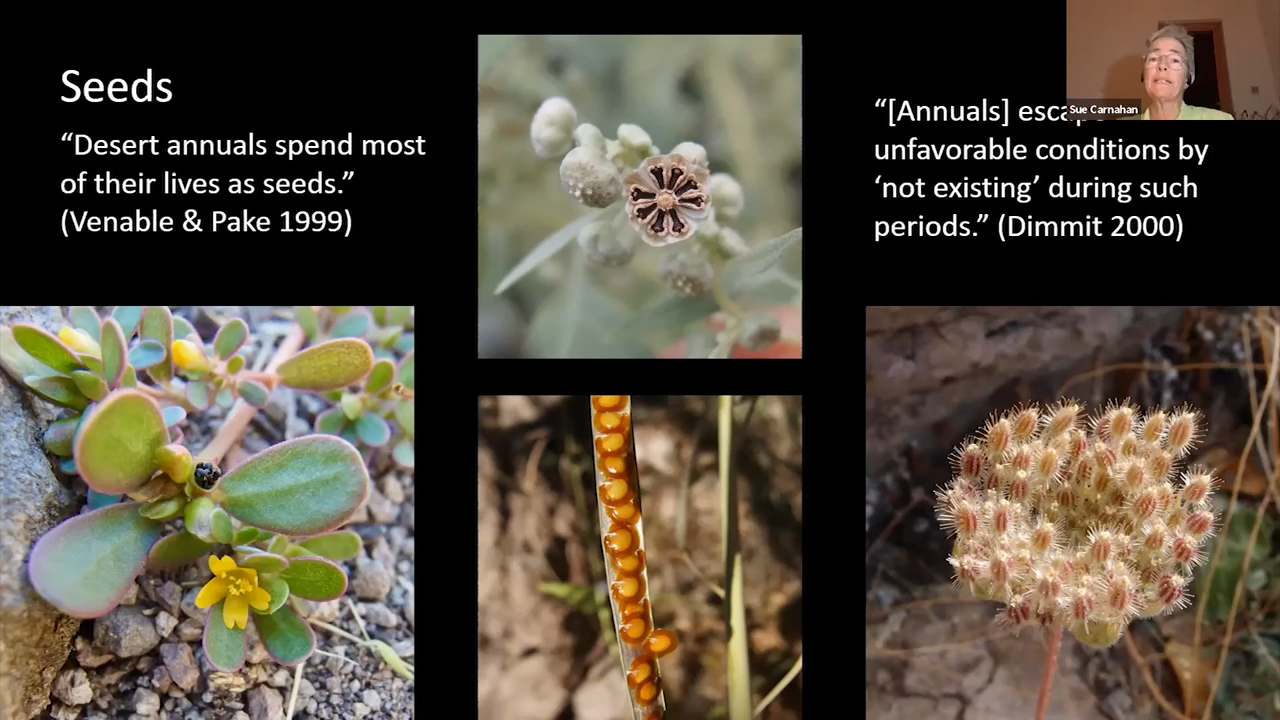 Seeds
“Desert annuals spend most
of their lives as seeds.”
(Venable & Pake 1999)
“[Annuals] escape
unfavorable conditions by
‘not existing’ during such
periods.” (Dimmit 2000)
Sue Carnahan